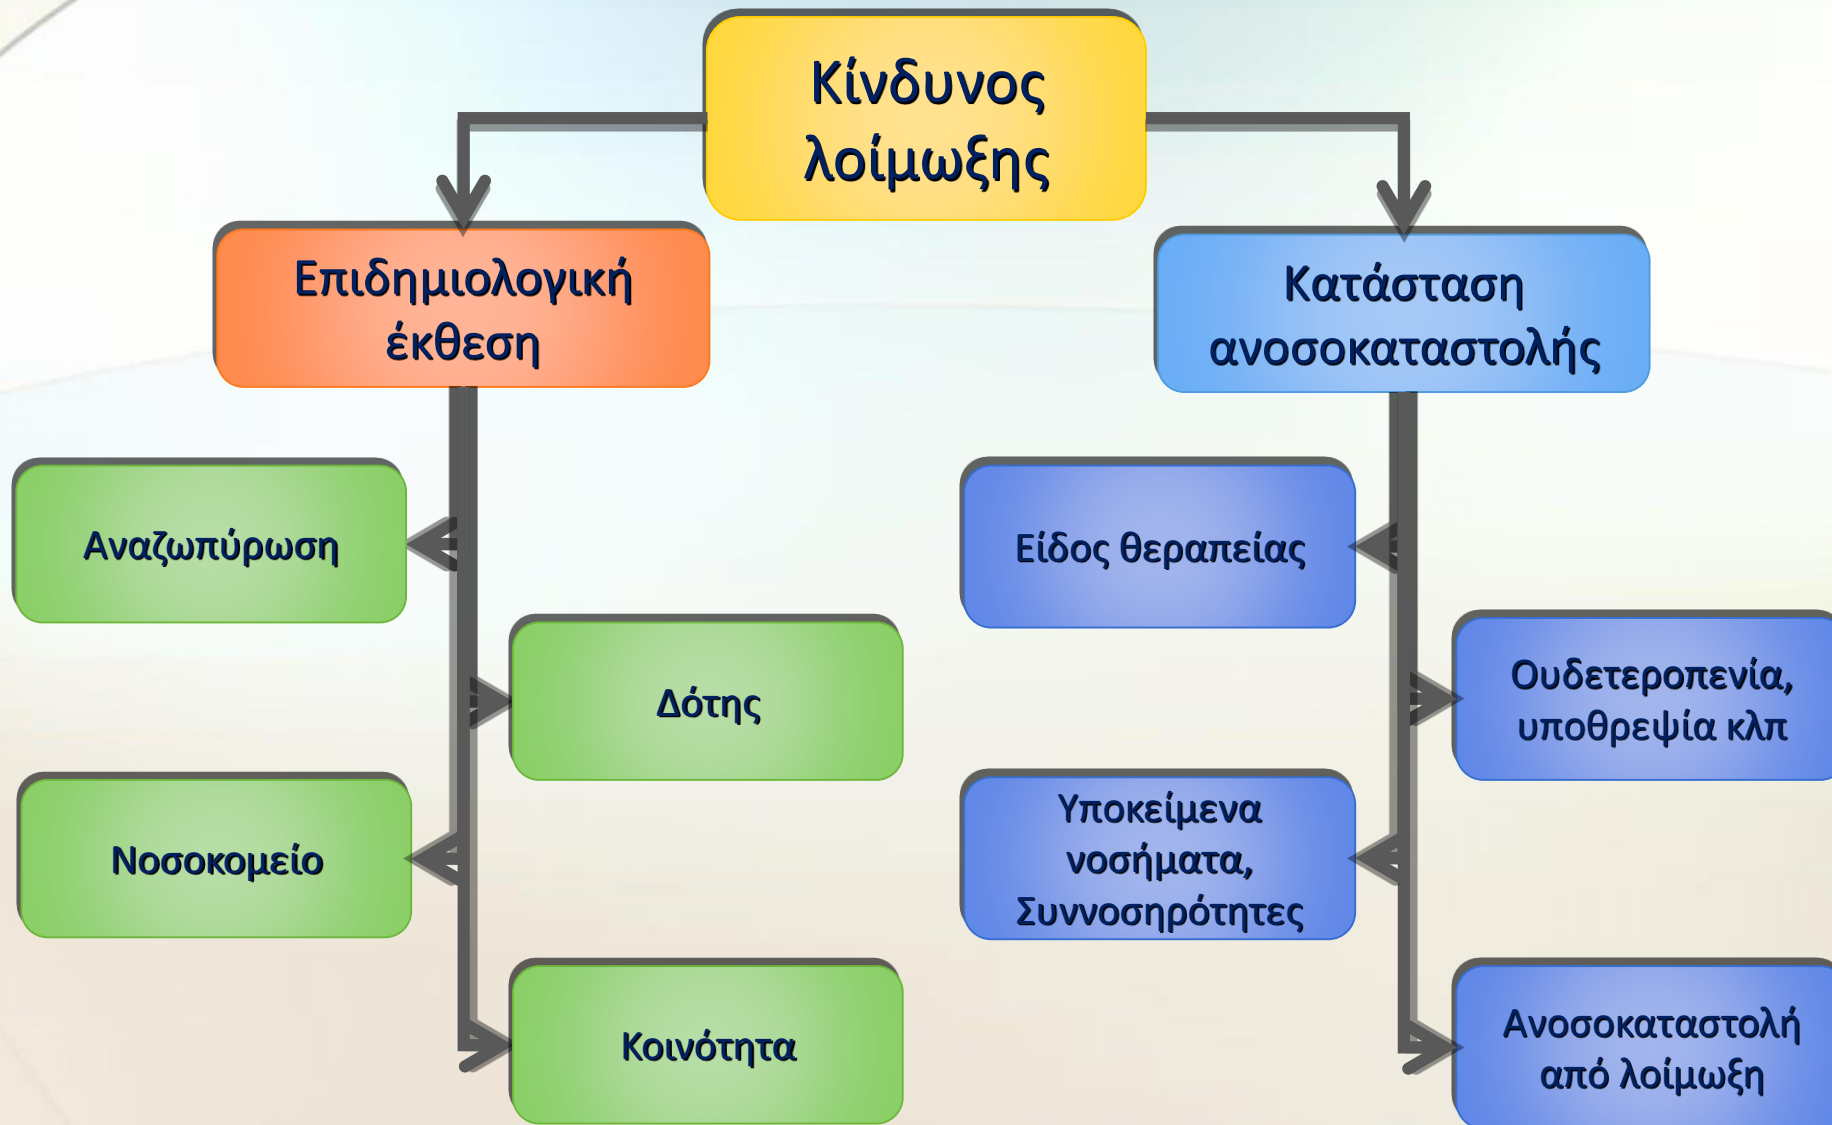 Κίνδυνος
λοίμωξης
Επιδημιολογική
έκθεση
Αναζωπύρωση
Δότης
Νοσοκομείο
Κοινότητα
Κατάσταση
ανοσοκαταστολής
Είδος θεραπείας
Ουδετεροπενία,
υποθρεψία κλπ
Υποκείμενα
νοσήματα,
Συννοσηρότητες
Ανοσοκαταστολή
από λοίμωξη